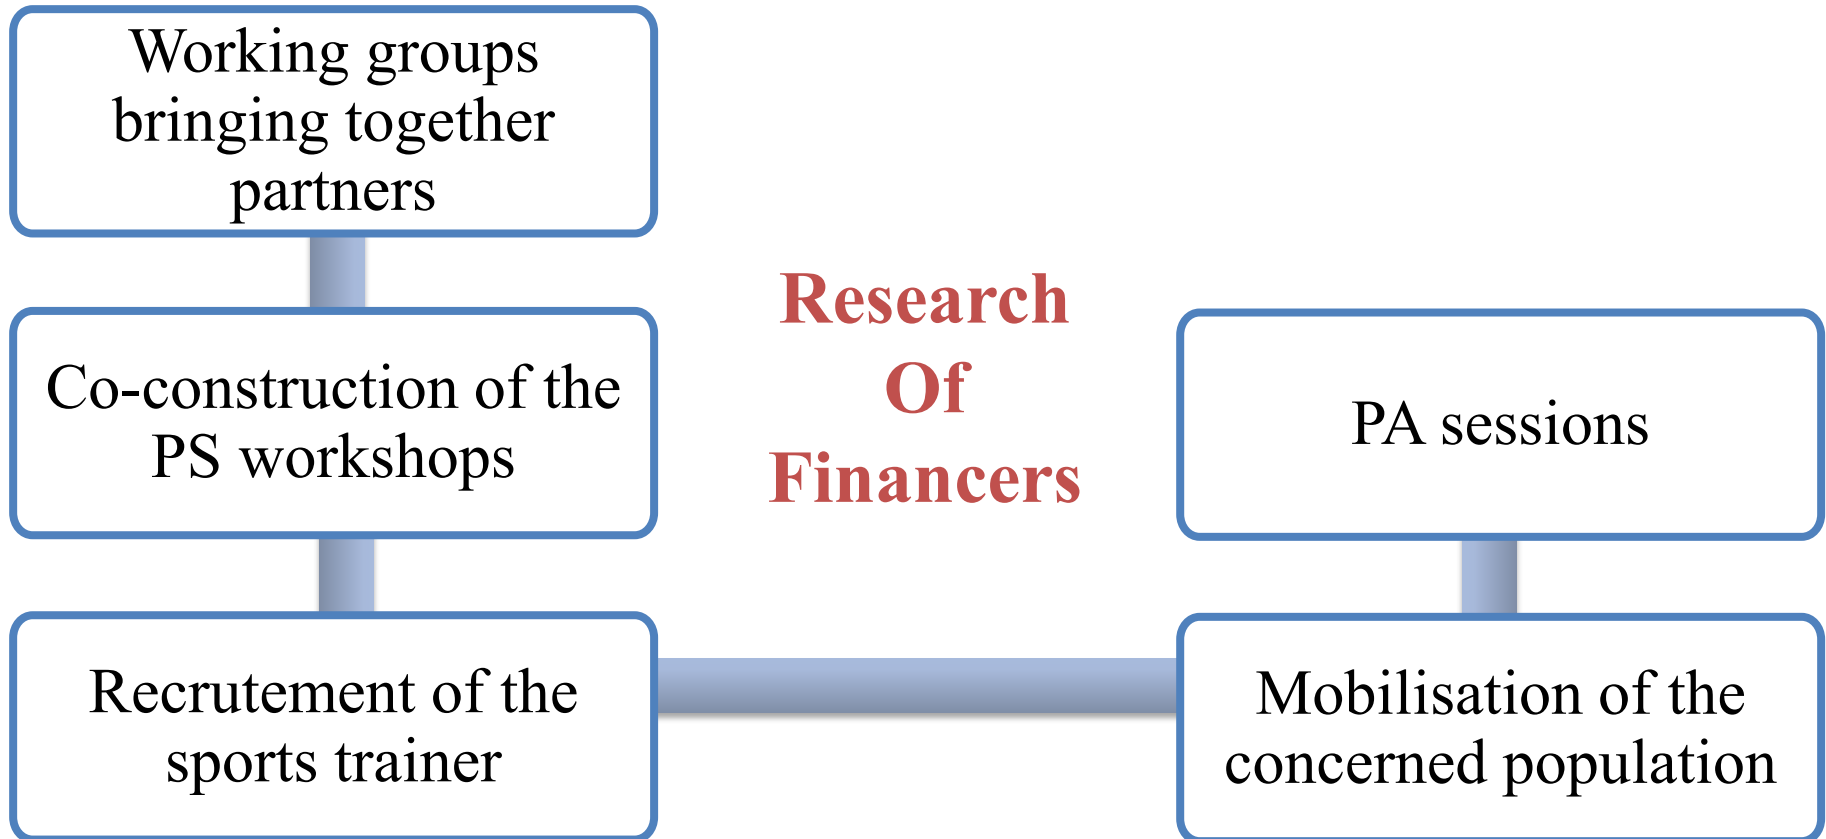 Working groups
bringing together
partners
Co-construction of the
PS workshops
Recrutement of the
sports trainer
Research
Of
Financers
PA sessions
Mobilisation of the
concerned population